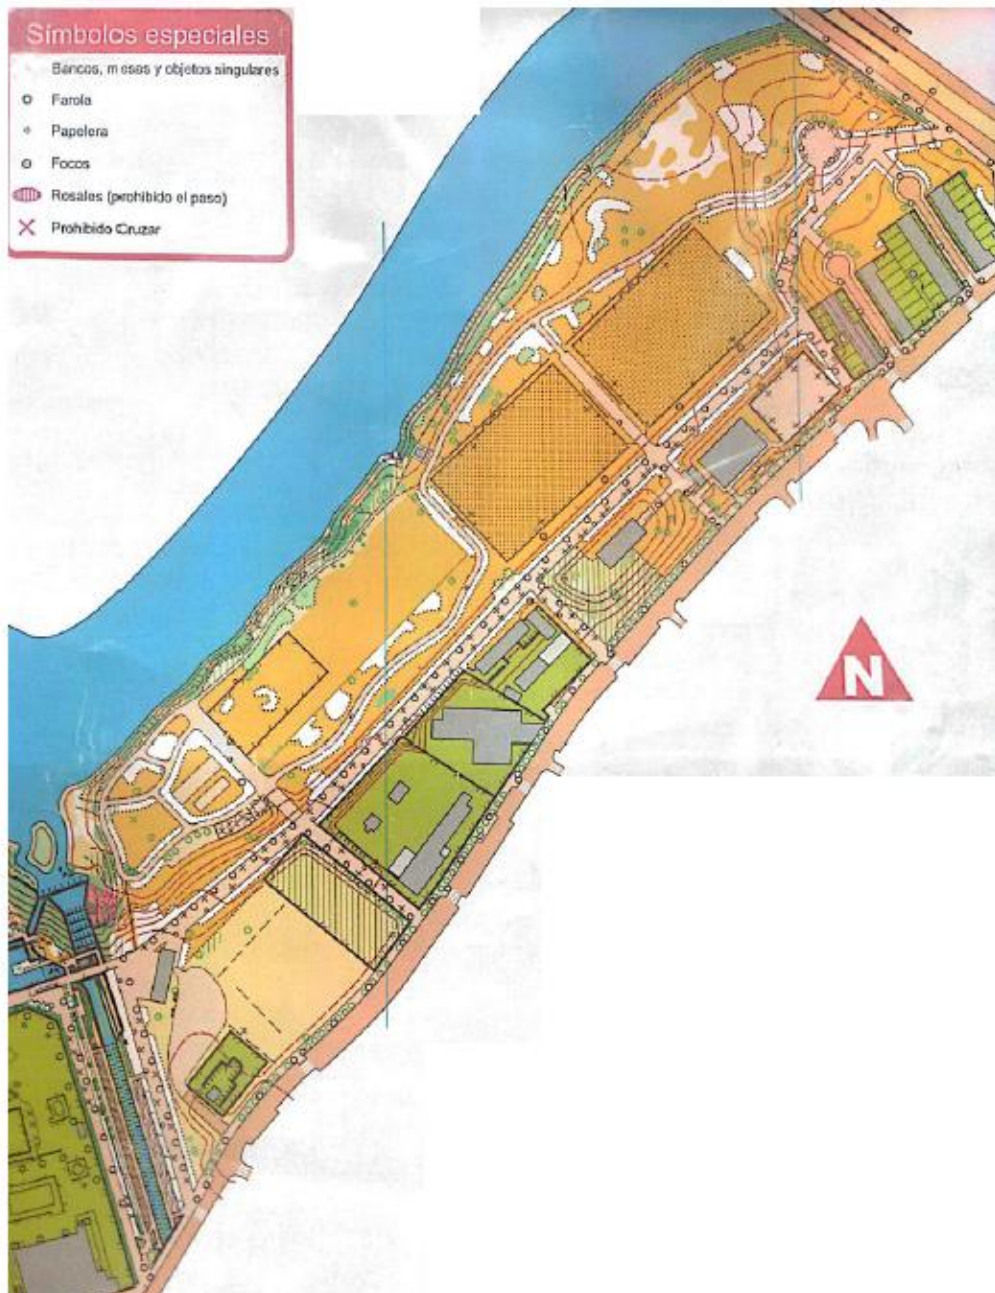 Símbolos especiales
Bancos, mesas y objetos singulares
Farola
Papelera
Focos
Rosales (prohibido el paso)
Prohibido Cruzar
N